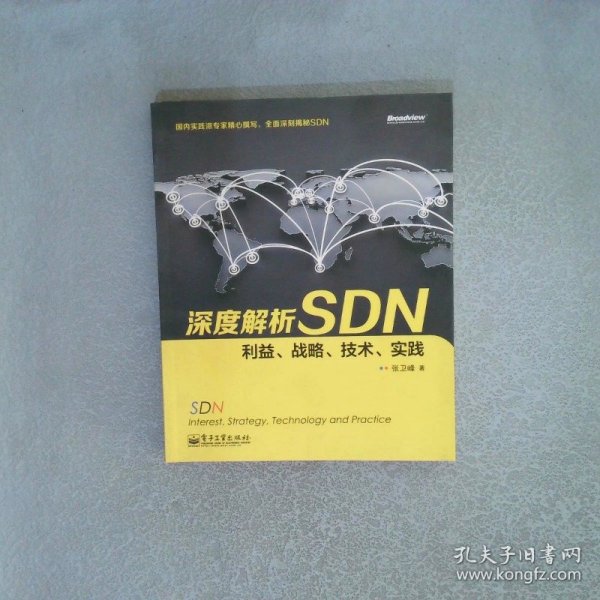 国内实践派专家精心撰写，全面深刻揭秘SDN
Broadview
深度解析SDN
利益、战略、技术、实践
张卫峰 著
SDN
Interest, Strategy, Technology and Practice
电子工业出版社
孔夫子旧书网
www.kongfz.com